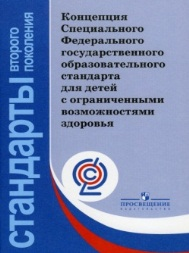 стандарты
второго
поколения
Концепция
Специального
Федерального
государственного
образовательного
стандарта
для детей
с ограниченными
возможностями
здоровья
ПРОСВЕЩЕНИЕ